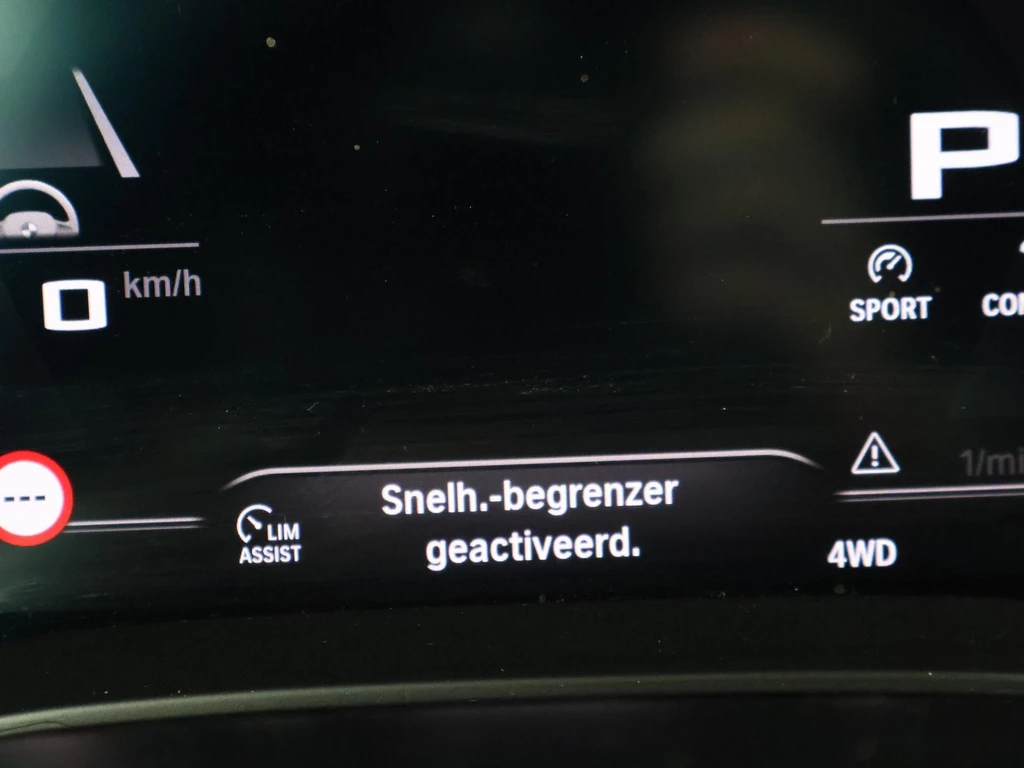 P
km/h
0
SPORT
---
LIM
ASSIST
Snelh.-begrenzer
geactiveerd.
4WD